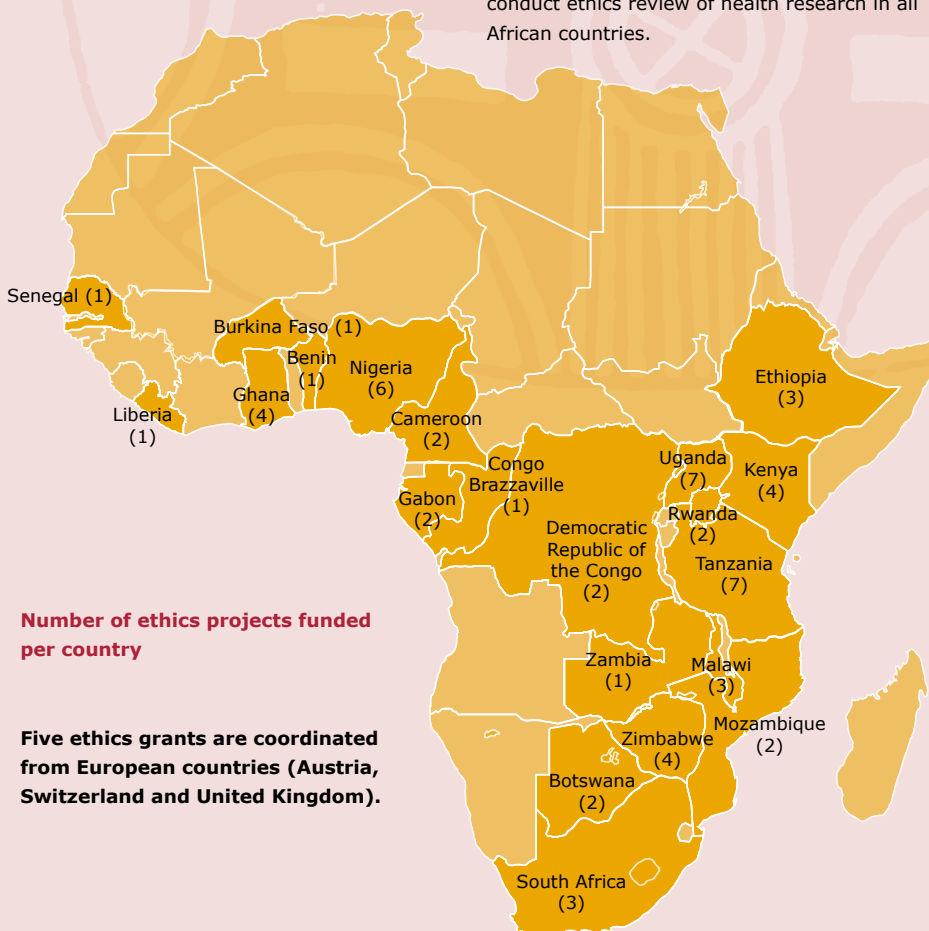 conduct ethics review of health research in all
African countries.
Senegal (1)
Burkina Faso (1)
Benin
(1)
Nigeria
(6)
Ghana
(4)
Liberia
(1)
Cameroon
(2)
Ethiopia
(3)
Congo
Brazzaville
(1)
Uganda
(7)
Kenya
(4)
Gabon
(2)
Rwanda
(2)
Democratic
Republic of
the Congo
(2)
Tanzania
(7)
Number of ethics projects funded
per country
Zambia
(1)
Malawi
(3)
Mozambique
(2)
Zimbabwe
(4)
Five ethics grants are coordinated
from European countries (Austria,
Switzerland and United Kingdom).
Botswana
(2)
South Africa
(3)